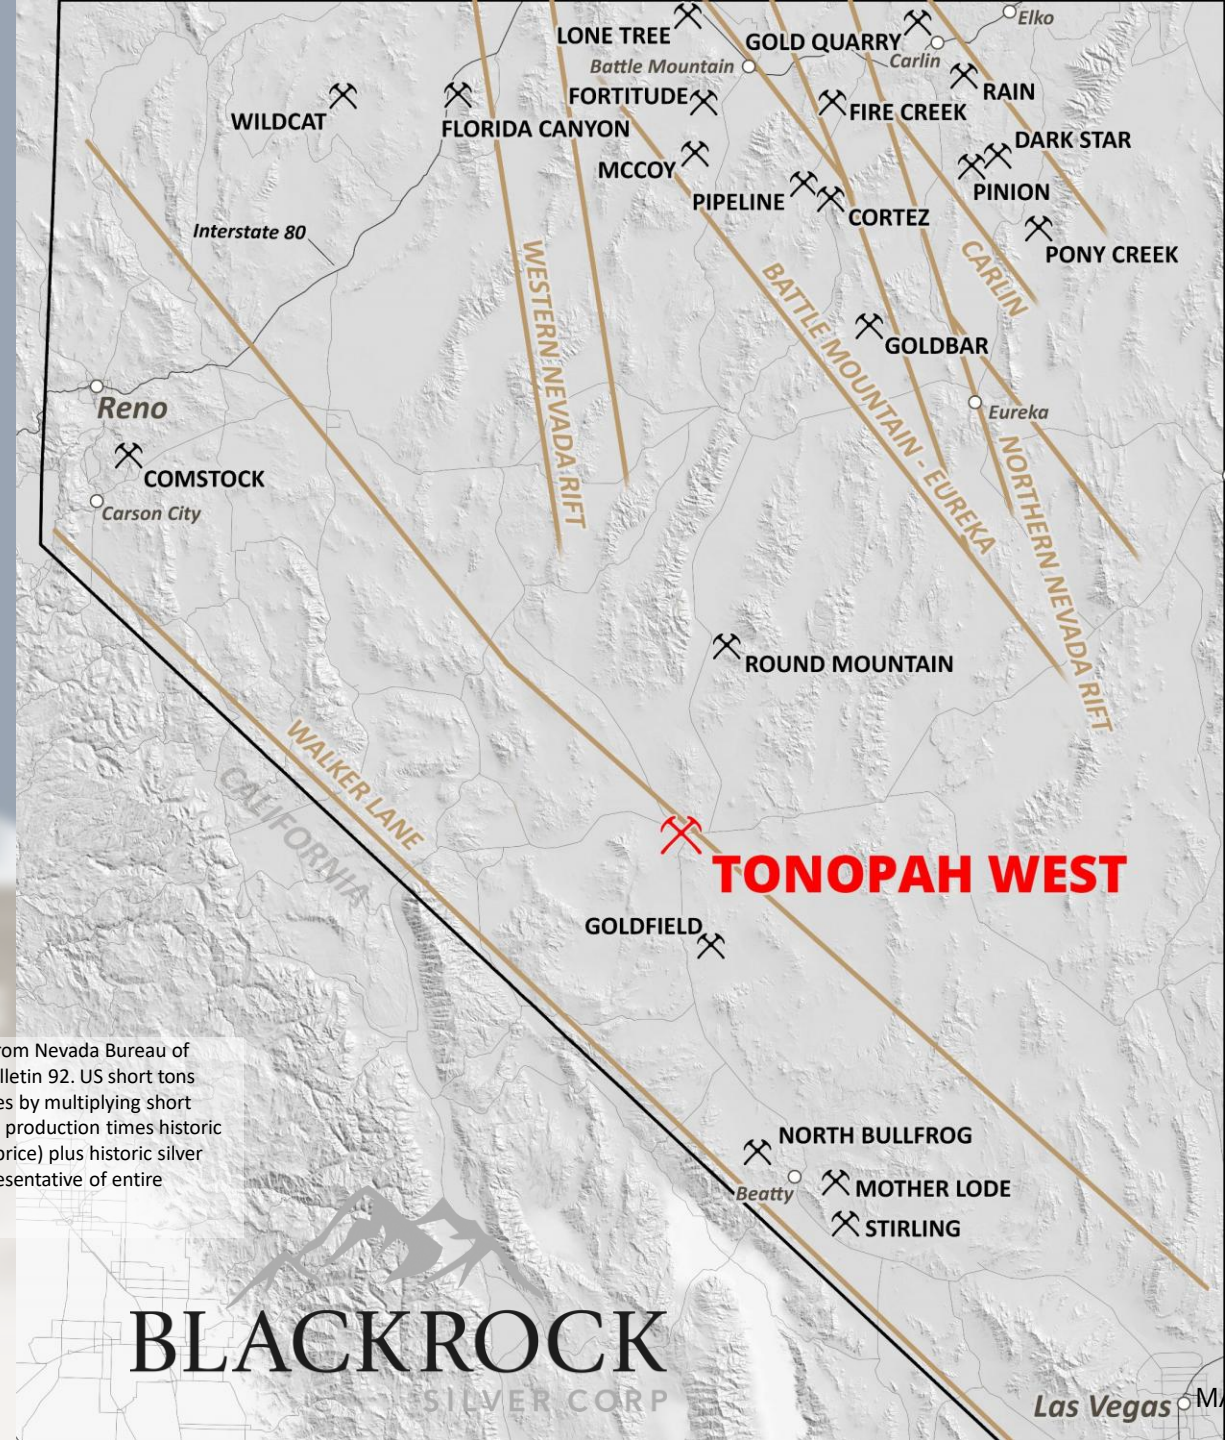 LONE TREE
GOLD QUARRY
Elko
Carlin
Battle Mountain
RAIN
WILDCAT
FLORIDA CANYON
FORTITUDE
FIRE CREEK
DARK STAR
MCCOY
PINION
PIPELINE
CORTEZ
PONY CREEK
Interstate 80
WESTERN NEVADA RIFT
BATTLE MOUNTAIN - EUREKA
CARLIN
GOLDBAR
Reno
Eureka
COMSTOCK
Carson City
NORTHERN NEVADA RIFT
ROUND MOUNTAIN
WALKER LANE
CALIFORNIA
TONOPAH WEST
GOLDFIELD
rom Nevada Bureau of
lletin 92. US short tons
es by multiplying short
production times historic
price) plus historic silver
esentative of entire
NORTH BULLFROG
Beatty
MOTHER LODE
STIRLING
BLACKROCK
SILVER CORP
Las Vegas
MA